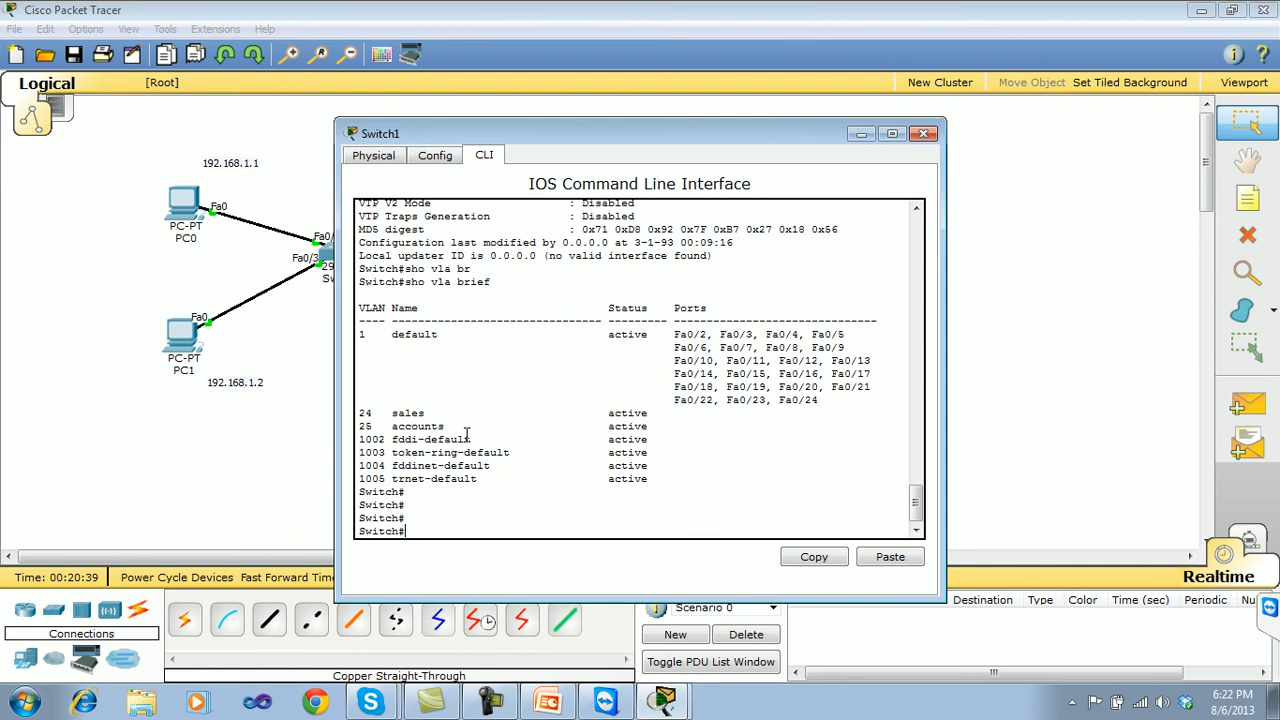 Cisco Packet Tracer
File Edit Options View Tools Extensions Help
Logical [Root] New Cluster Move Object Set Tiled Background Viewport
192.168.1.1
Fa0
PC-PT
PC0
Fa0/
Fa0/3
29
Sw
Fa0
PC-PT
PC1
192.168.1.2
Switch1
Physical Config CLI
IOS Command Line Interface
VTP V2 Mode : Disabled
VTP Traps Generation : Disabled
MD5 digest : 0x71 0xD8 0x92 0x7F 0xB7 0x27 0x18 0x56
Configuration last modified by 0.0.0.0 at 3-1-93 00:09:16
Local updater ID is 0.0.0.0 (no valid interface found)
Switch#sho vla br
Switch#sho vla brief
VLAN Name Status Ports
---- -------------------------------- --------- -------------------------------
1 default active Fa0/2, Fa0/3, Fa0/4, Fa0/5
Fa0/6, Fa0/7, Fa0/8, Fa0/9
Fa0/10, Fa0/11, Fa0/12, Fa0/13
Fa0/14, Fa0/15, Fa0/16, Fa0/17
Fa0/18, Fa0/19, Fa0/20, Fa0/21
Fa0/22, Fa0/23, Fa0/24
24 sales active
25 accounts active
1002 fddi-default active
1003 token-ring-default active
1004 fddinet-default active
1005 trnet-default active
Switch#
Switch#
Switch#
Switch#
Copy Paste
Time: 00:20:39 Power Cycle Devices Fast Forward Time
Realtime
Connections
Copper Straight-Through
Scenario 0
New Delete
Toggle PDU List Window
Destination Type Color Time (sec) Periodic Nu
6:22 PM
8/6/2013